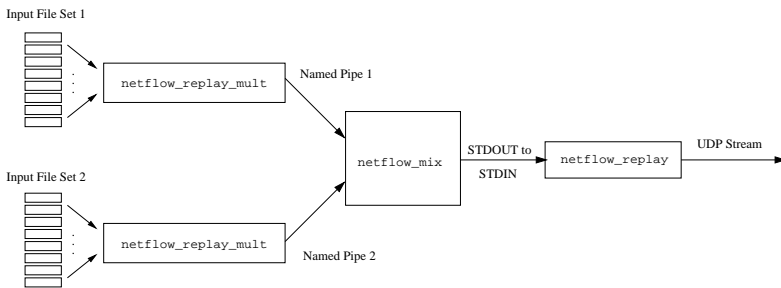 Input File Set 1
netflow_replay_mult
Named Pipe 1
netflow_mix
STDOUT to
STDIN
netflow_replay
UDP Stream
Input File Set 2
netflow_replay_mult
Named Pipe 2